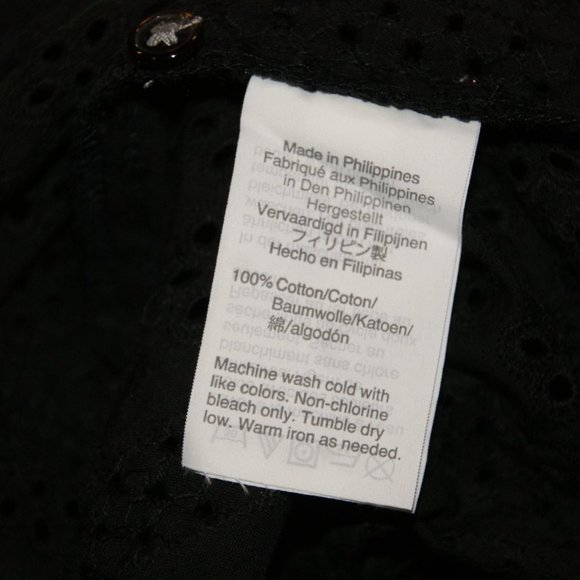 Made in Philippines
Fabriqué aux Philippines
in Den Philippinen
Hergestellt
Vervaardigd in Filipijnen
フィリピン製
Hecho en Filipinas
100% Cotton/Coton/
Baumwolle/Katoen/
綿/algodón
Machine wash cold with
like colors. Non-chlorine
bleach only. Tumble dry
low. Warm iron as needed.